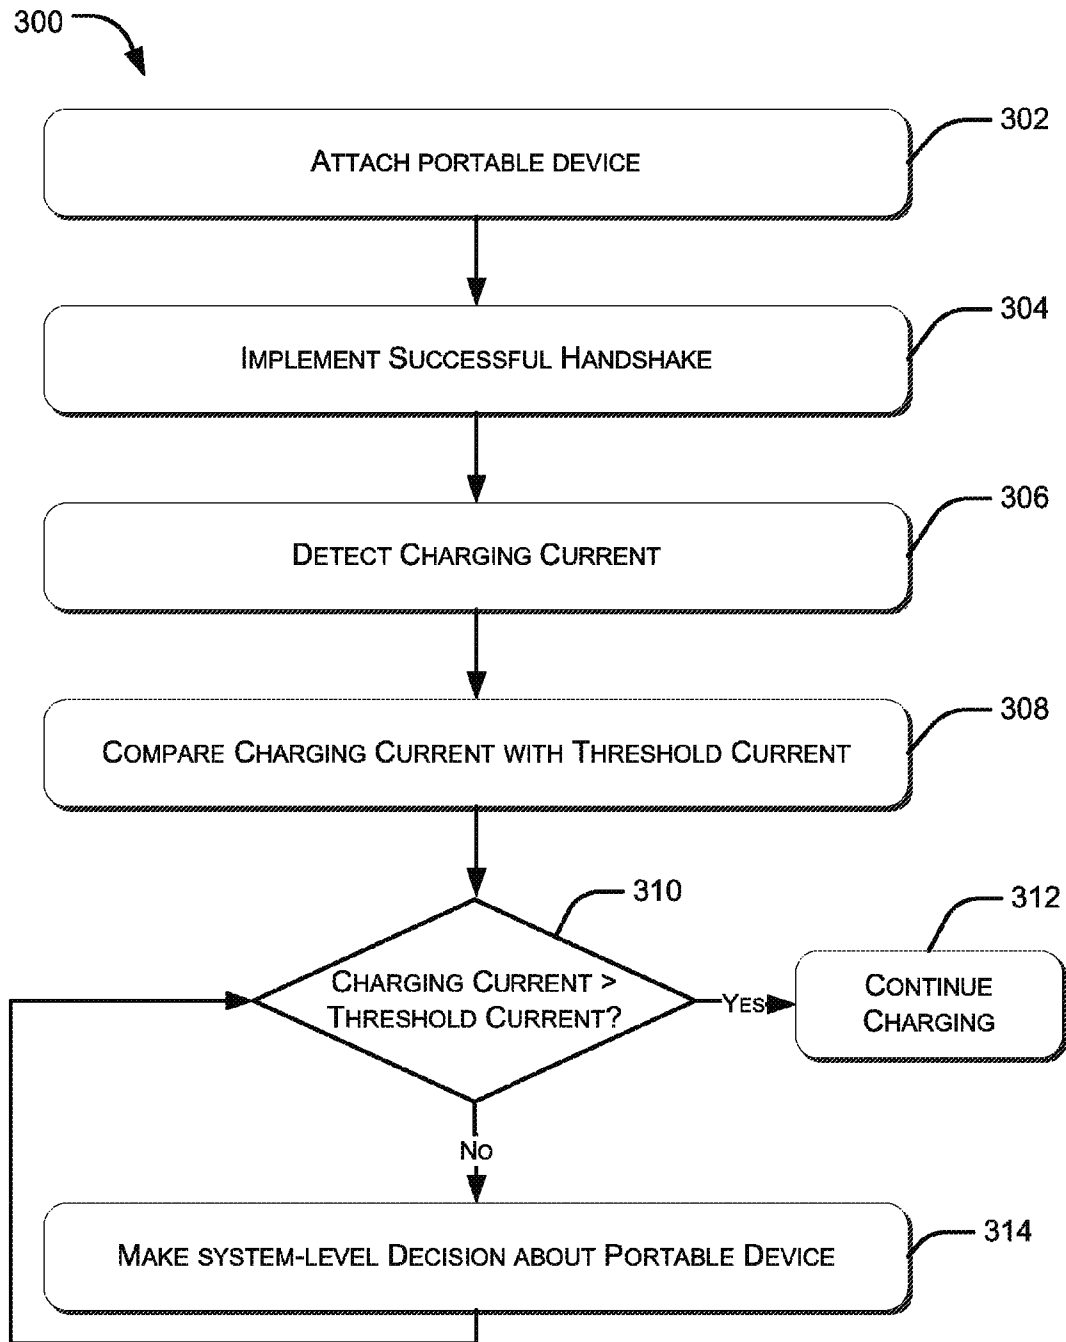 300
302
ATTACH PORTABLE DEVICE
304
IMPLEMENT SUCCESSFUL HANDSHAKE
306
DETECT CHARGING CURRENT
308
COMPARE CHARGING CURRENT WITH THRESHOLD CURRENT
310
312
CHARGING CURRENT >
THRESHOLD CURRENT?
YES
CONTINUE
CHARGING
NO
314
MAKE SYSTEM-LEVEL DECISION ABOUT PORTABLE DEVICE